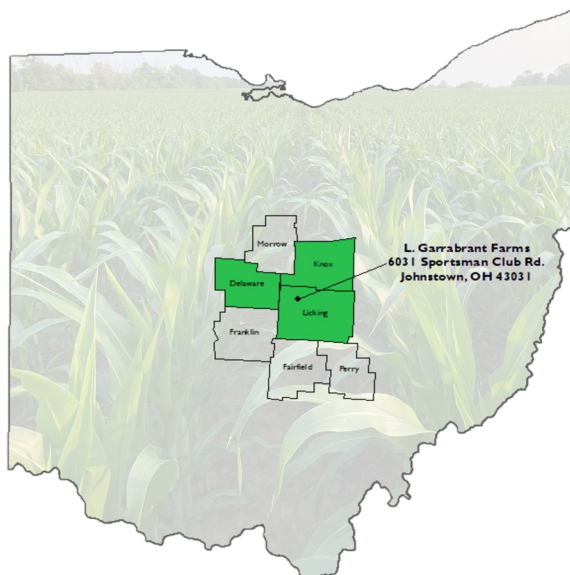 Morrow
L. Garrabrant Farms
6031 Sportsman Club Rd.
Johnstown, OH 43031
Knox
Delaware
Licking
Franklin
Fairfield
Perry